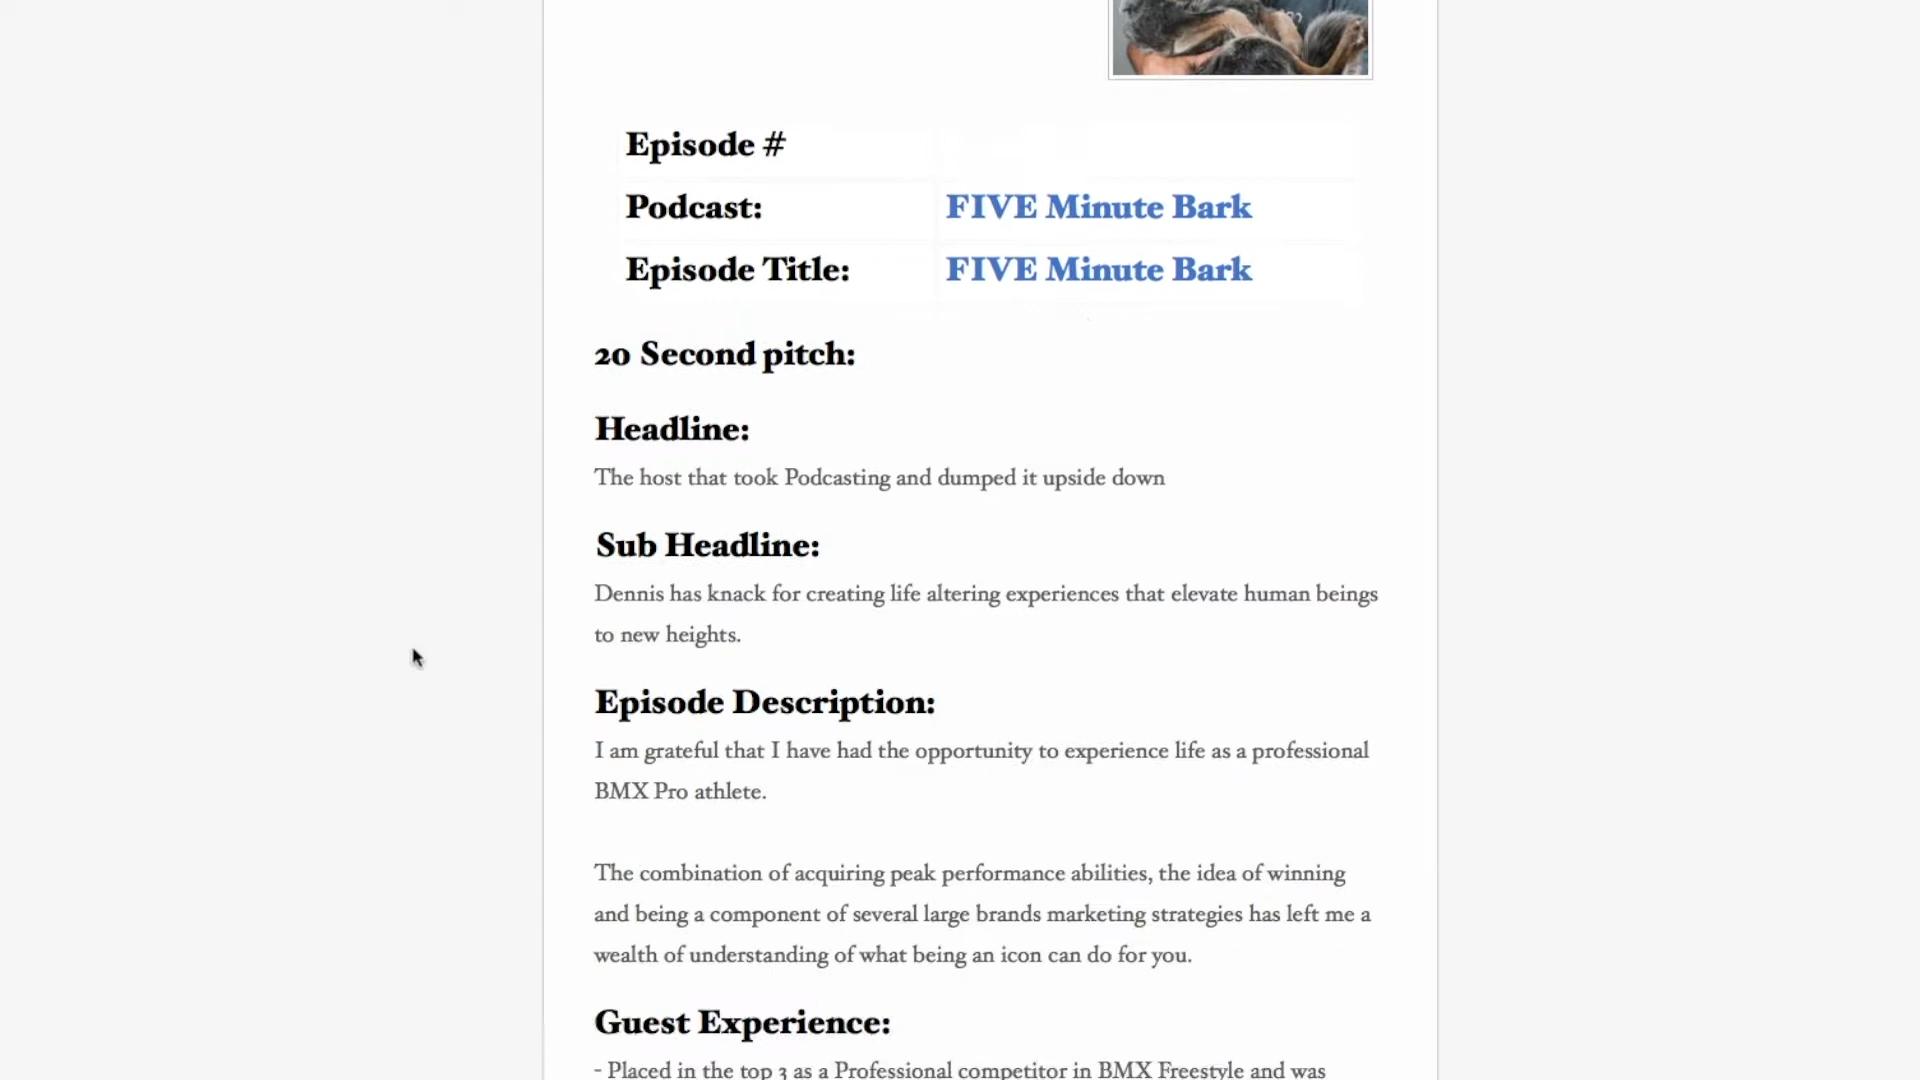 Episode #
Podcast: FIVE Minute Bark
Episode Title: FIVE Minute Bark
20 Second pitch:
Headline:
The host that took Podcasting and dumped it upside down
Sub Headline:
Dennis has knack for creating life altering experiences that elevate human beings
to new heights.
Episode Description:
I am grateful that I have had the opportunity to experience life as a professional
BMX Pro athlete.
The combination of acquiring peak performance abilities, the idea of winning
and being a component of several large brands marketing strategies has left me a
wealth of understanding of what being an icon can do for you.
Guest Experience:
- Placed in the top 3 as a Professional competitor in BMX Freestyle and was